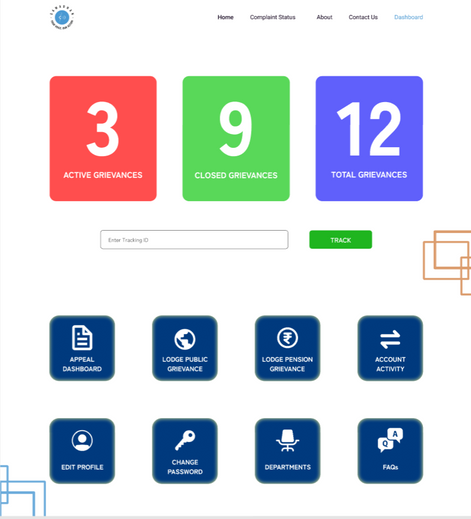 Home Complaint Status About Contact Us Dashboard
3 9 12
ACTIVE GRIEVANCES CLOSED GRIEVANCES TOTAL GRIEVANCES
Enter Tracking ID TRACK
APPEAL DASHBOARD
LODGE PUBLIC GRIEVANCE
LODGE PENSION GRIEVANCE
ACCOUNT ACTIVITY
EDIT PROFILE
CHANGE PASSWORD
DEPARTMENTS
Q A
FAQs